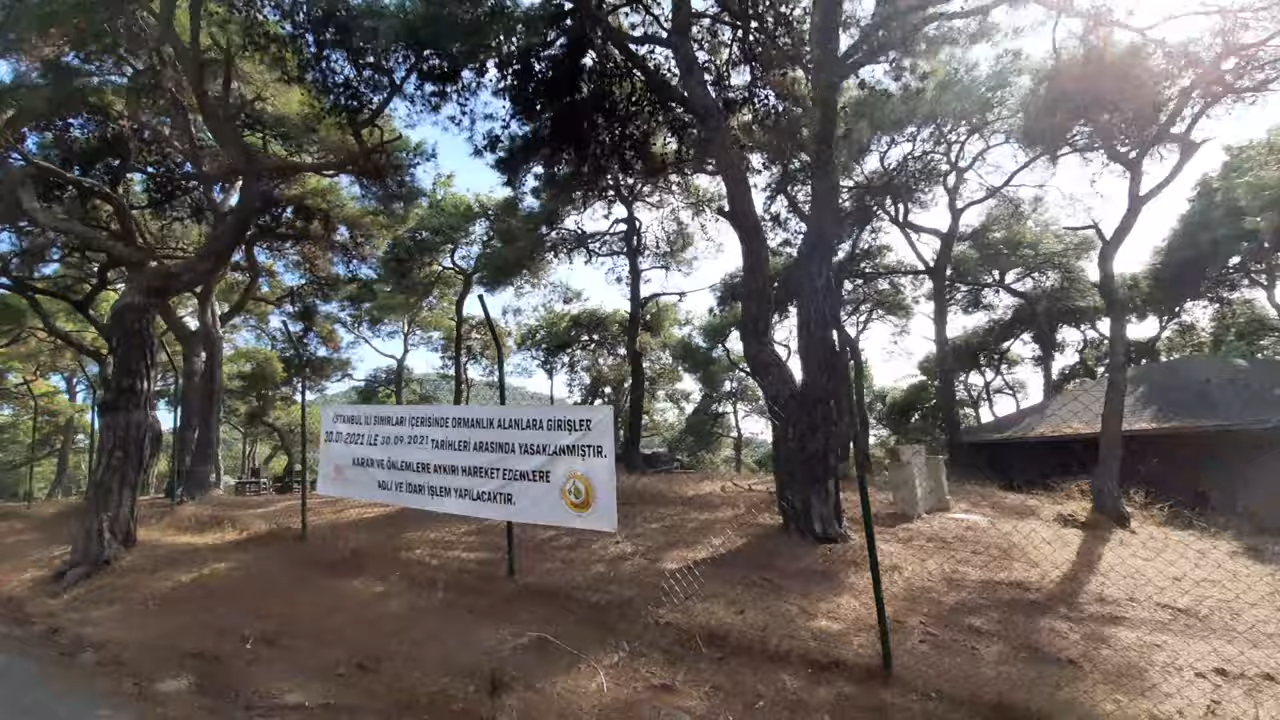 İSTANBUL İLİ SINIRLARI İÇERİSİNDE ORMANLIK ALANLARA GİRİŞLER
30.07.2021 İLE 30.09.2021 TARİHLERİ ARASINDA YASAKLANMIŞTIR.
KARAR VE ÖNLEMLERE AYKIRI HAREKET EDENLERE
ADLİ VE İDARİ İŞLEM YAPILACAKTIR.